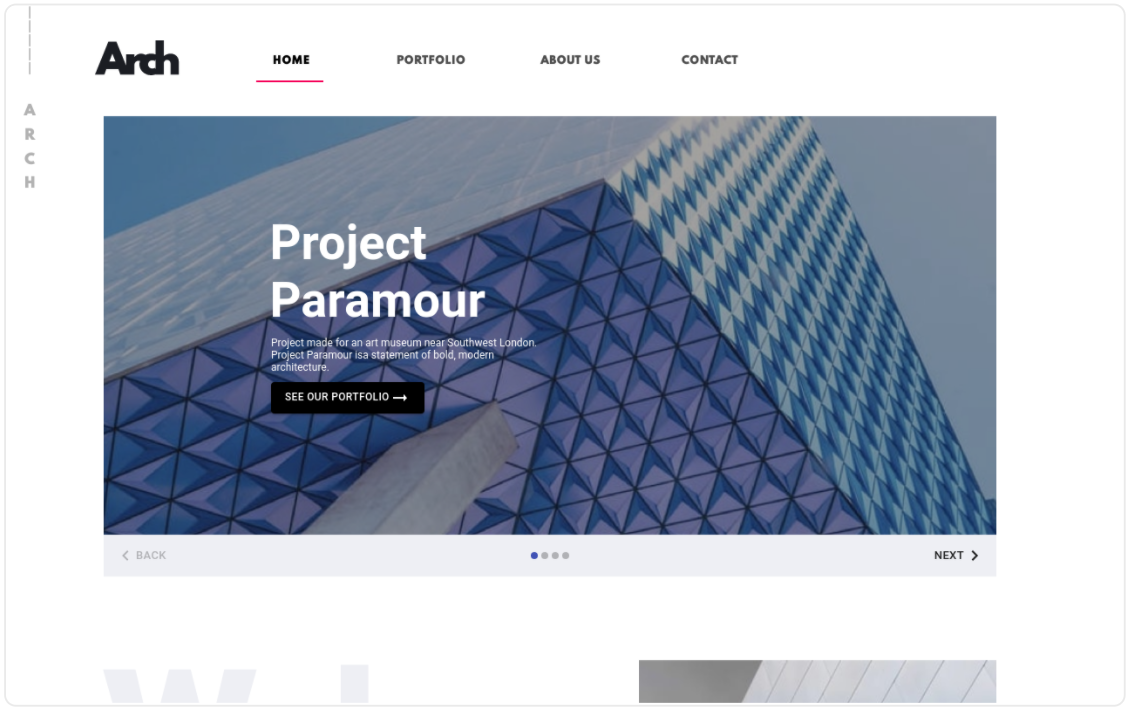 Arch
HOME PORTFOLIO ABOUT US CONTACT
A
R
C
H
Project
Paramour
Project made for an art museum near Southwest London.
Project Paramour isa statement of bold, modern
architecture.
SEE OUR PORTFOLIO
BACK NEXT